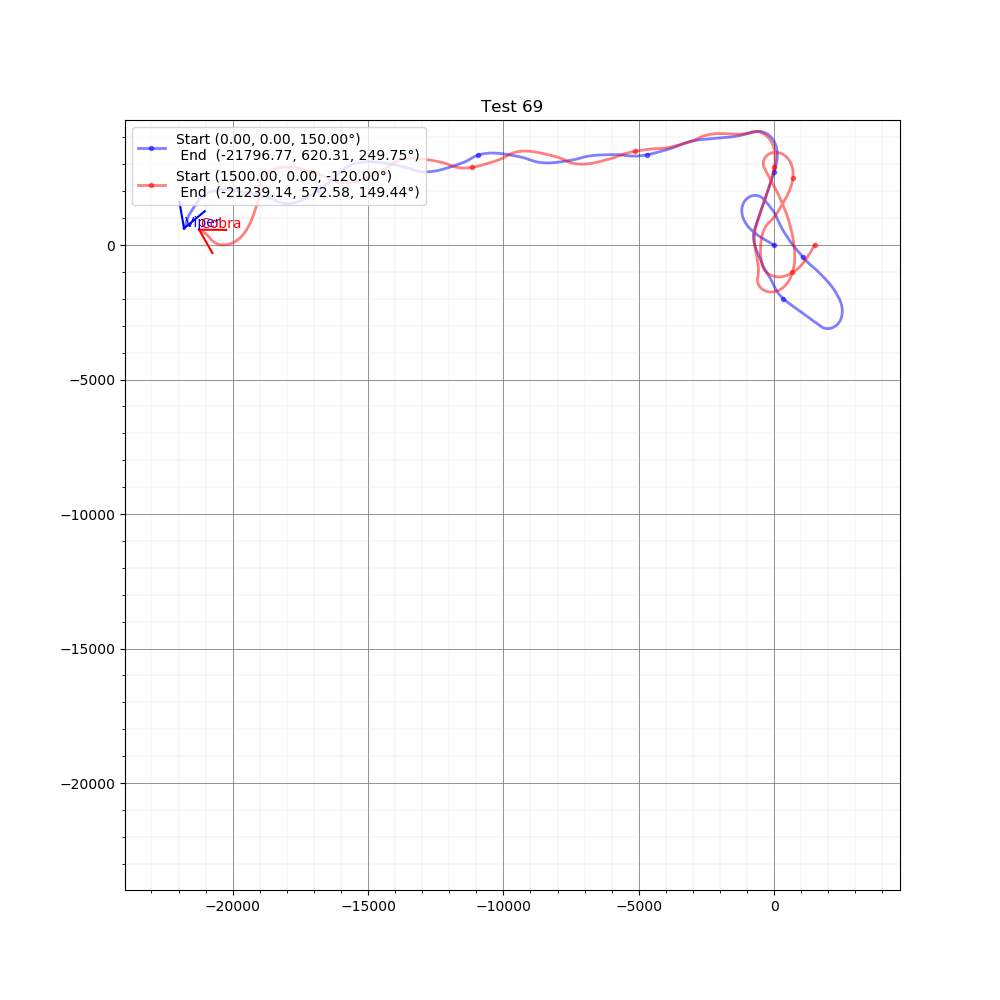 Test 69
Start (0.00, 0.00, 150.00°)
End  (-21796.77, 620.31, 249.75°)
Start (1500.00, 0.00, -120.00°)
End  (-21239.14, 572.58, 149.44°)
Viper
Cobra
0
−5000
−10000
−15000
−20000
−20000
−15000
−10000
−5000
0